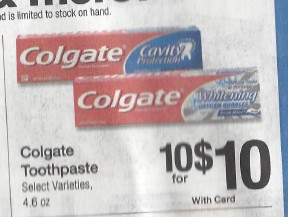 d is limited to stock on hand.
Colgate Cavity
Protection
Colgate Whitening
Colgate
Toothpaste
Select Varieties,
4.6 oz
10 for $10
With Card